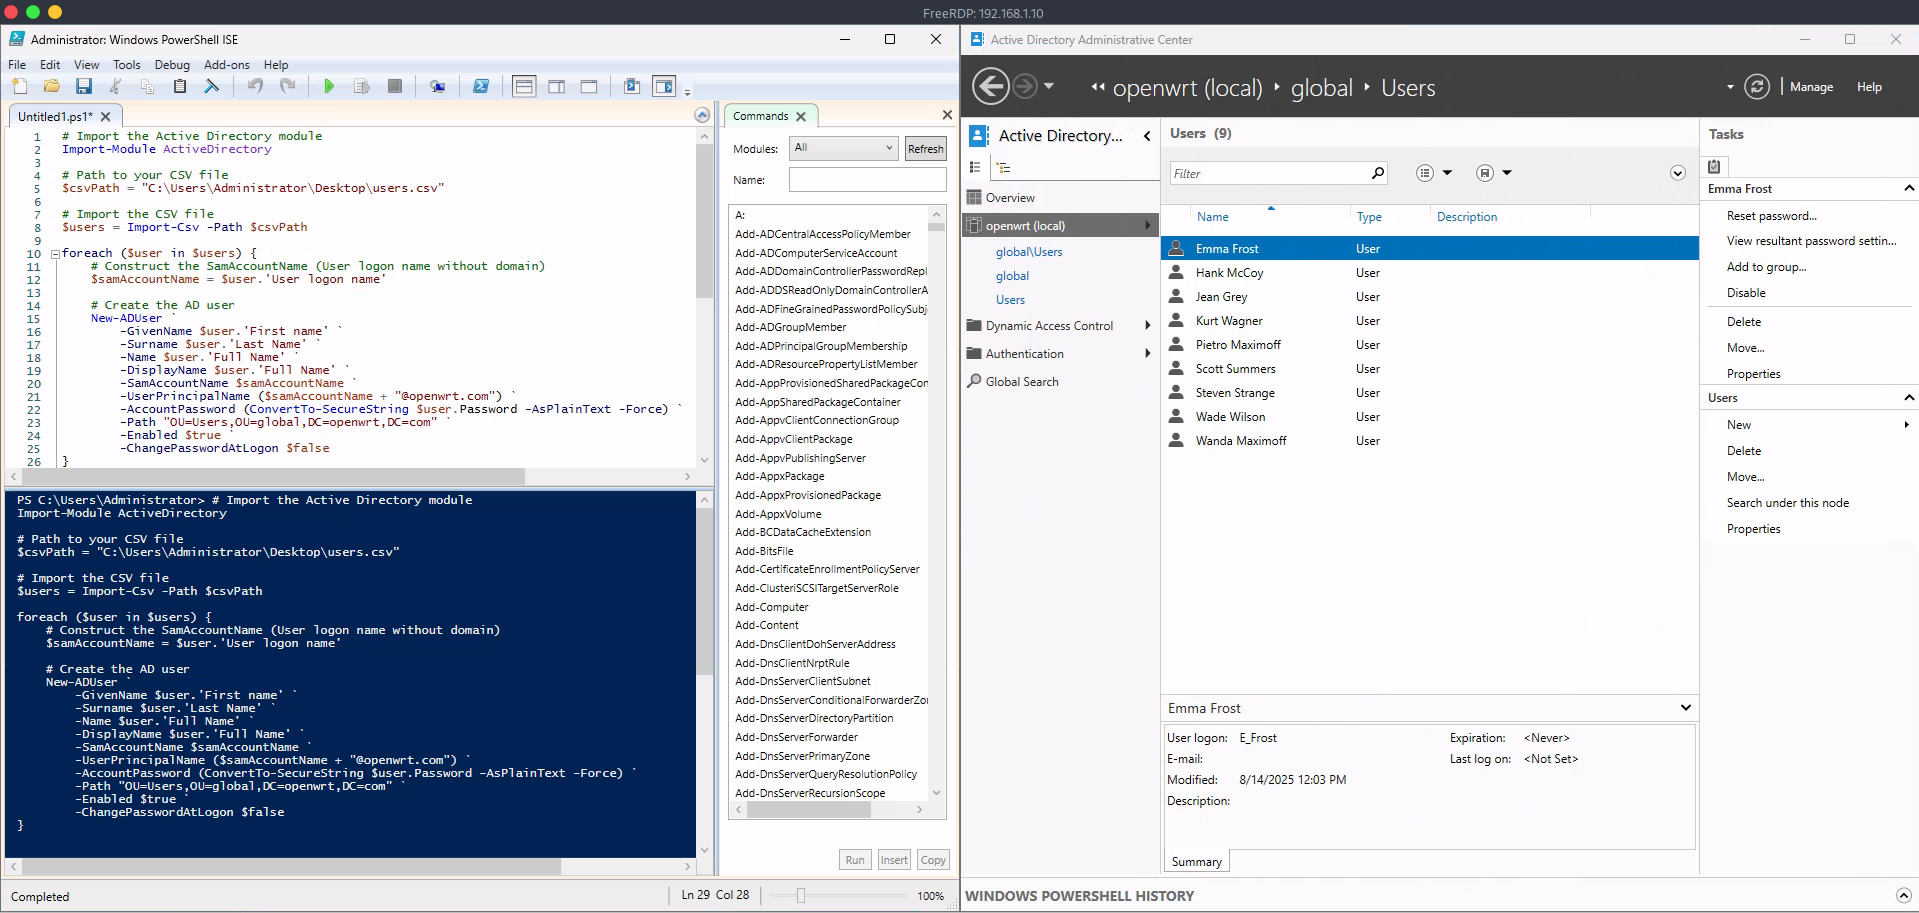 FreeRDP: 192.168.1.10
Administrator: Windows PowerShell ISE
File Edit View Tools Debug Add-ons Help
Untitled1.ps1*
1 # Import the Active Directory module
2 Import-Module ActiveDirectory
3
4 # Path to your CSV file
5 $csvPath = "C:\Users\Administrator\Desktop\users.csv"
6
7 # Import the CSV file
8 $users = Import-Csv -Path $csvPath
9
10 foreach ($user in $users) {
11 # Construct the SamAccountName (User logon name without domain)
12 $samAccountName = $user.'User logon name'
13
14 # Create the AD user
15 New-ADUser `
16 -GivenName $user.'First name' `
17 -Surname $user.'Last Name' `
18 -Name $user.'Full Name' `
19 -DisplayName $user.'Full Name' `
20 -SamAccountName $samAccountName `
21 -UserPrincipalName ($samAccountName + "@openwrt.com") `
22 -AccountPassword (ConvertTo-SecureString $user.Password -AsPlainText -Force) `
23 -Path "OU=Users,OU=global,DC=openwrt,DC=com" `
24 -Enabled $true `
25 -ChangePasswordAtLogon $false
26 }
PS C:\Users\Administrator> # Import the Active Directory module
Import-Module ActiveDirectory
# Path to your CSV file
$csvPath = "C:\Users\Administrator\Desktop\users.csv"
# Import the CSV file
$users = Import-Csv -Path $csvPath
foreach ($user in $users) {
# Construct the SamAccountName (User logon name without domain)
$samAccountName = $user.'User logon name'
# Create the AD user
New-ADUser `
-GivenName $user.'First name' `
-Surname $user.'Last Name' `
-Name $user.'Full Name' `
-DisplayName $user.'Full Name' `
-SamAccountName $samAccountName `
-UserPrincipalName ($samAccountName + "@openwrt.com") `
-AccountPassword (ConvertTo-SecureString $user.Password -AsPlainText -Force) `
-Path "OU=Users,OU=global,DC=openwrt,DC=com" `
-Enabled $true `
-ChangePasswordAtLogon $false
}
Completed
Ln 29 Col 28
100%
Commands
Modules: All Refresh
Name:
A:
Add-ADCentralAccessPolicyMember
Add-ADComputerServiceAccount
Add-ADDomainControllerPasswordRepl
Add-ADDSReadOnlyDomainControllerA
Add-ADFineGrainedPasswordPolicySubj
Add-ADGroupMember
Add-ADPrincipalGroupMembership
Add-ADResourcePropertyListMember
Add-AppProvisionedSharedPackageCon
Add-AppSharedPackageContainer
Add-AppvClientConnectionGroup
Add-AppvClientPackage
Add-AppvPublishingServer
Add-AppxPackage
Add-AppxProvisionedPackage
Add-AppxVolume
Add-BCDataCacheExtension
Add-BitsFile
Add-CertificateEnrollmentPolicyServer
Add-ClusteriSCSITargetServerRole
Add-Computer
Add-Content
Add-DnsClientDohServerAddress
Add-DnsClientNrptRule
Add-DnsServerClientSubnet
Add-DnsServerConditionalForwarderZo
Add-DnsServerDirectoryPartition
Add-DnsServerForwarder
Add-DnsServerPrimaryZone
Add-DnsServerQueryResolutionPolicy
Add-DnsServerRecursionScope
Run Insert Copy
Active Directory Administrative Center
openwrt (local) global Users
Manage Help
Active Directory...
Overview
openwrt (local)
global\Users
global
Users
Dynamic Access Control
Authentication
Global Search
Users (9)
Filter
Name Type Description
Emma Frost User
Hank McCoy User
Jean Grey User
Kurt Wagner User
Pietro Maximoff User
Scott Summers User
Steven Strange User
Wade Wilson User
Wanda Maximoff User
Emma Frost
User logon: E_Frost Expiration: <Never>
E-mail: Last log on: <Not Set>
Modified: 8/14/2025 12:03 PM
Description:
Summary
Tasks
Emma Frost
Reset password...
View resultant password settin...
Add to group...
Disable
Delete
Move...
Properties
Users
New
Delete
Move...
Search under this node
Properties
WINDOWS POWERSHELL HISTORY